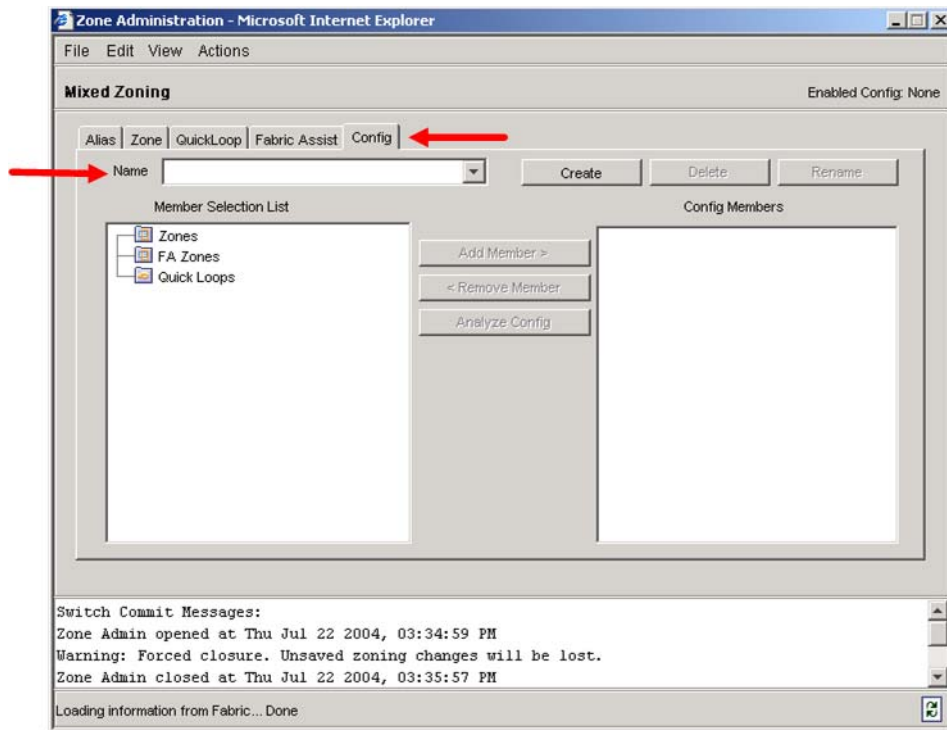 Zone Administration - Microsoft Internet Explorer
File Edit View Actions
Mixed Zoning
Enabled Config: None
Alias Zone QuickLoop Fabric Assist Config
Name
Create Delete Rename
Member Selection List
Config Members
Zones
FA Zones
Quick Loops
Add Member >
< Remove Member
Analyze Config
Switch Commit Messages:
Zone Admin opened at Thu Jul 22 2004, 03:34:59 PM
Warning: Forced closure. Unsaved zoning changes will be lost.
Zone Admin closed at Thu Jul 22 2004, 03:35:57 PM
Loading information from Fabric... Done